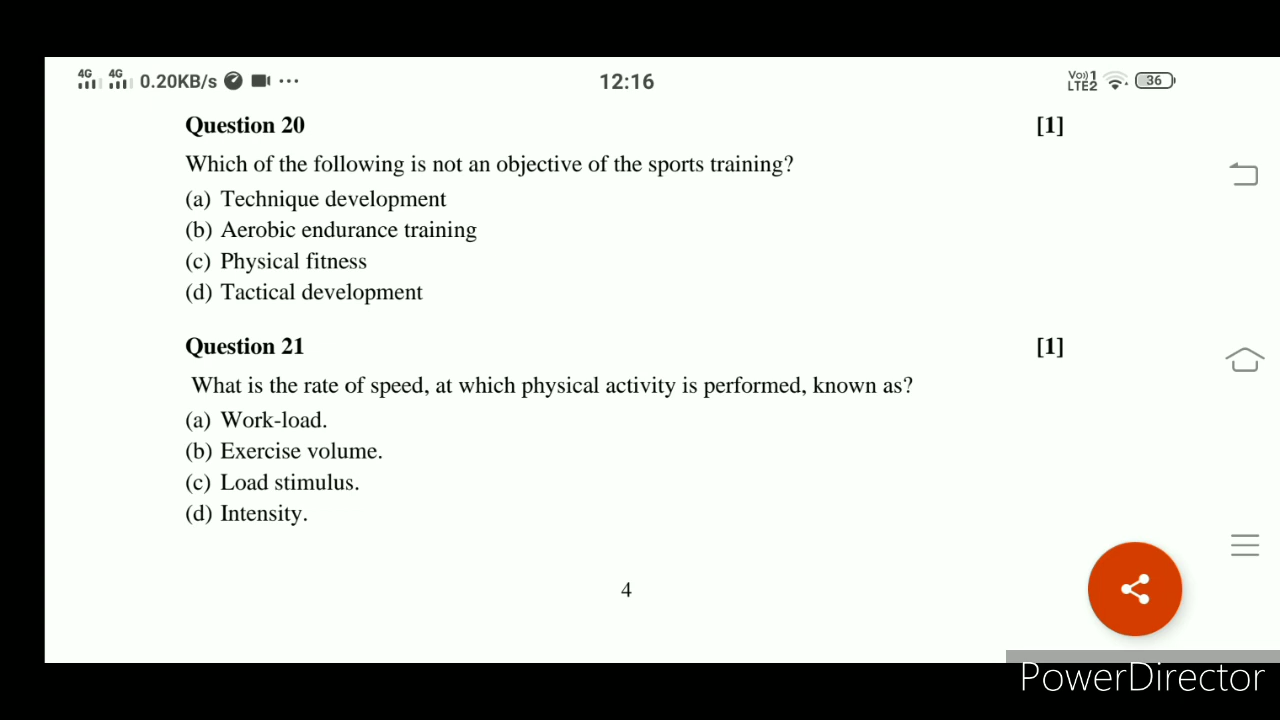 4G 4G 0.20KB/s ... 12:16 Vo)) 1 LTE2 36
Question 20 [1]
Which of the following is not an objective of the sports training?
(a) Technique development
(b) Aerobic endurance training
(c) Physical fitness
(d) Tactical development
Question 21 [1]
What is the rate of speed, at which physical activity is performed, known as?
(a) Work-load.
(b) Exercise volume.
(c) Load stimulus.
(d) Intensity.
4
PowerDirector